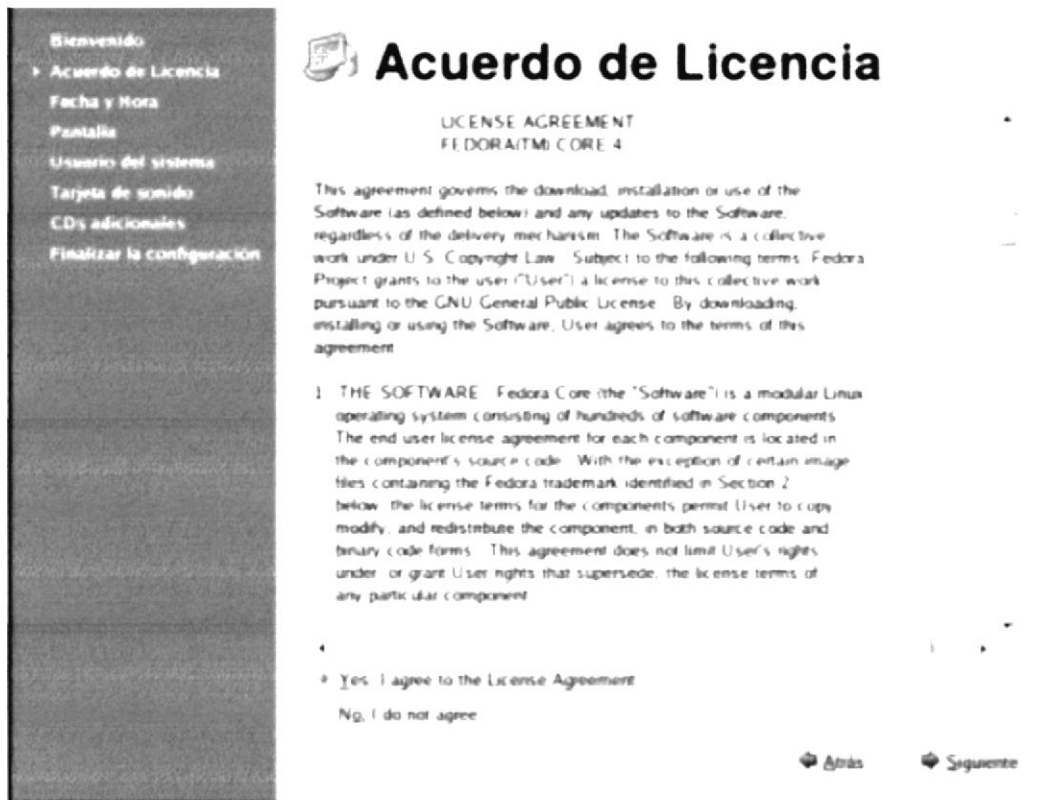 Bienvenido
Acuerdo de Licencia
Fecha y Hora
Pantalla
Usuario del sistema
Tarjeta de sonido
CDs adicionales
Finalizar la configuración
Acuerdo de Licencia
LICENSE AGREEMENT
FEDORA(TM) CORE 4
This agreement governs the download, installation or use of the
Software (as defined below) and any updates to the Software,
regardless of the delivery mechanism. The Software is a collective
work under U.S. Copyright Law. Subject to the following terms, Fedora
Project grants to the user ("User") a license to this collective work
pursuant to the GNU General Public License. By downloading,
installing or using the Software, User agrees to the terms of this
agreement.
1. THE SOFTWARE. Fedora Core (the "Software") is a modular Linux
operating system consisting of hundreds of software components.
The end user license agreement for each component is located in
the component's source code. With the exception of certain image
files containing the Fedora trademark identified in Section 2
below, the license terms for the components permit User to copy,
modify, and redistribute the component, in both source code and
binary code forms. This agreement does not limit User's rights
under, or grant User rights that supersede, the license terms of
any particular component.
Yes, I agree to the License Agreement
No, I do not agree
Atrás
Siguiente